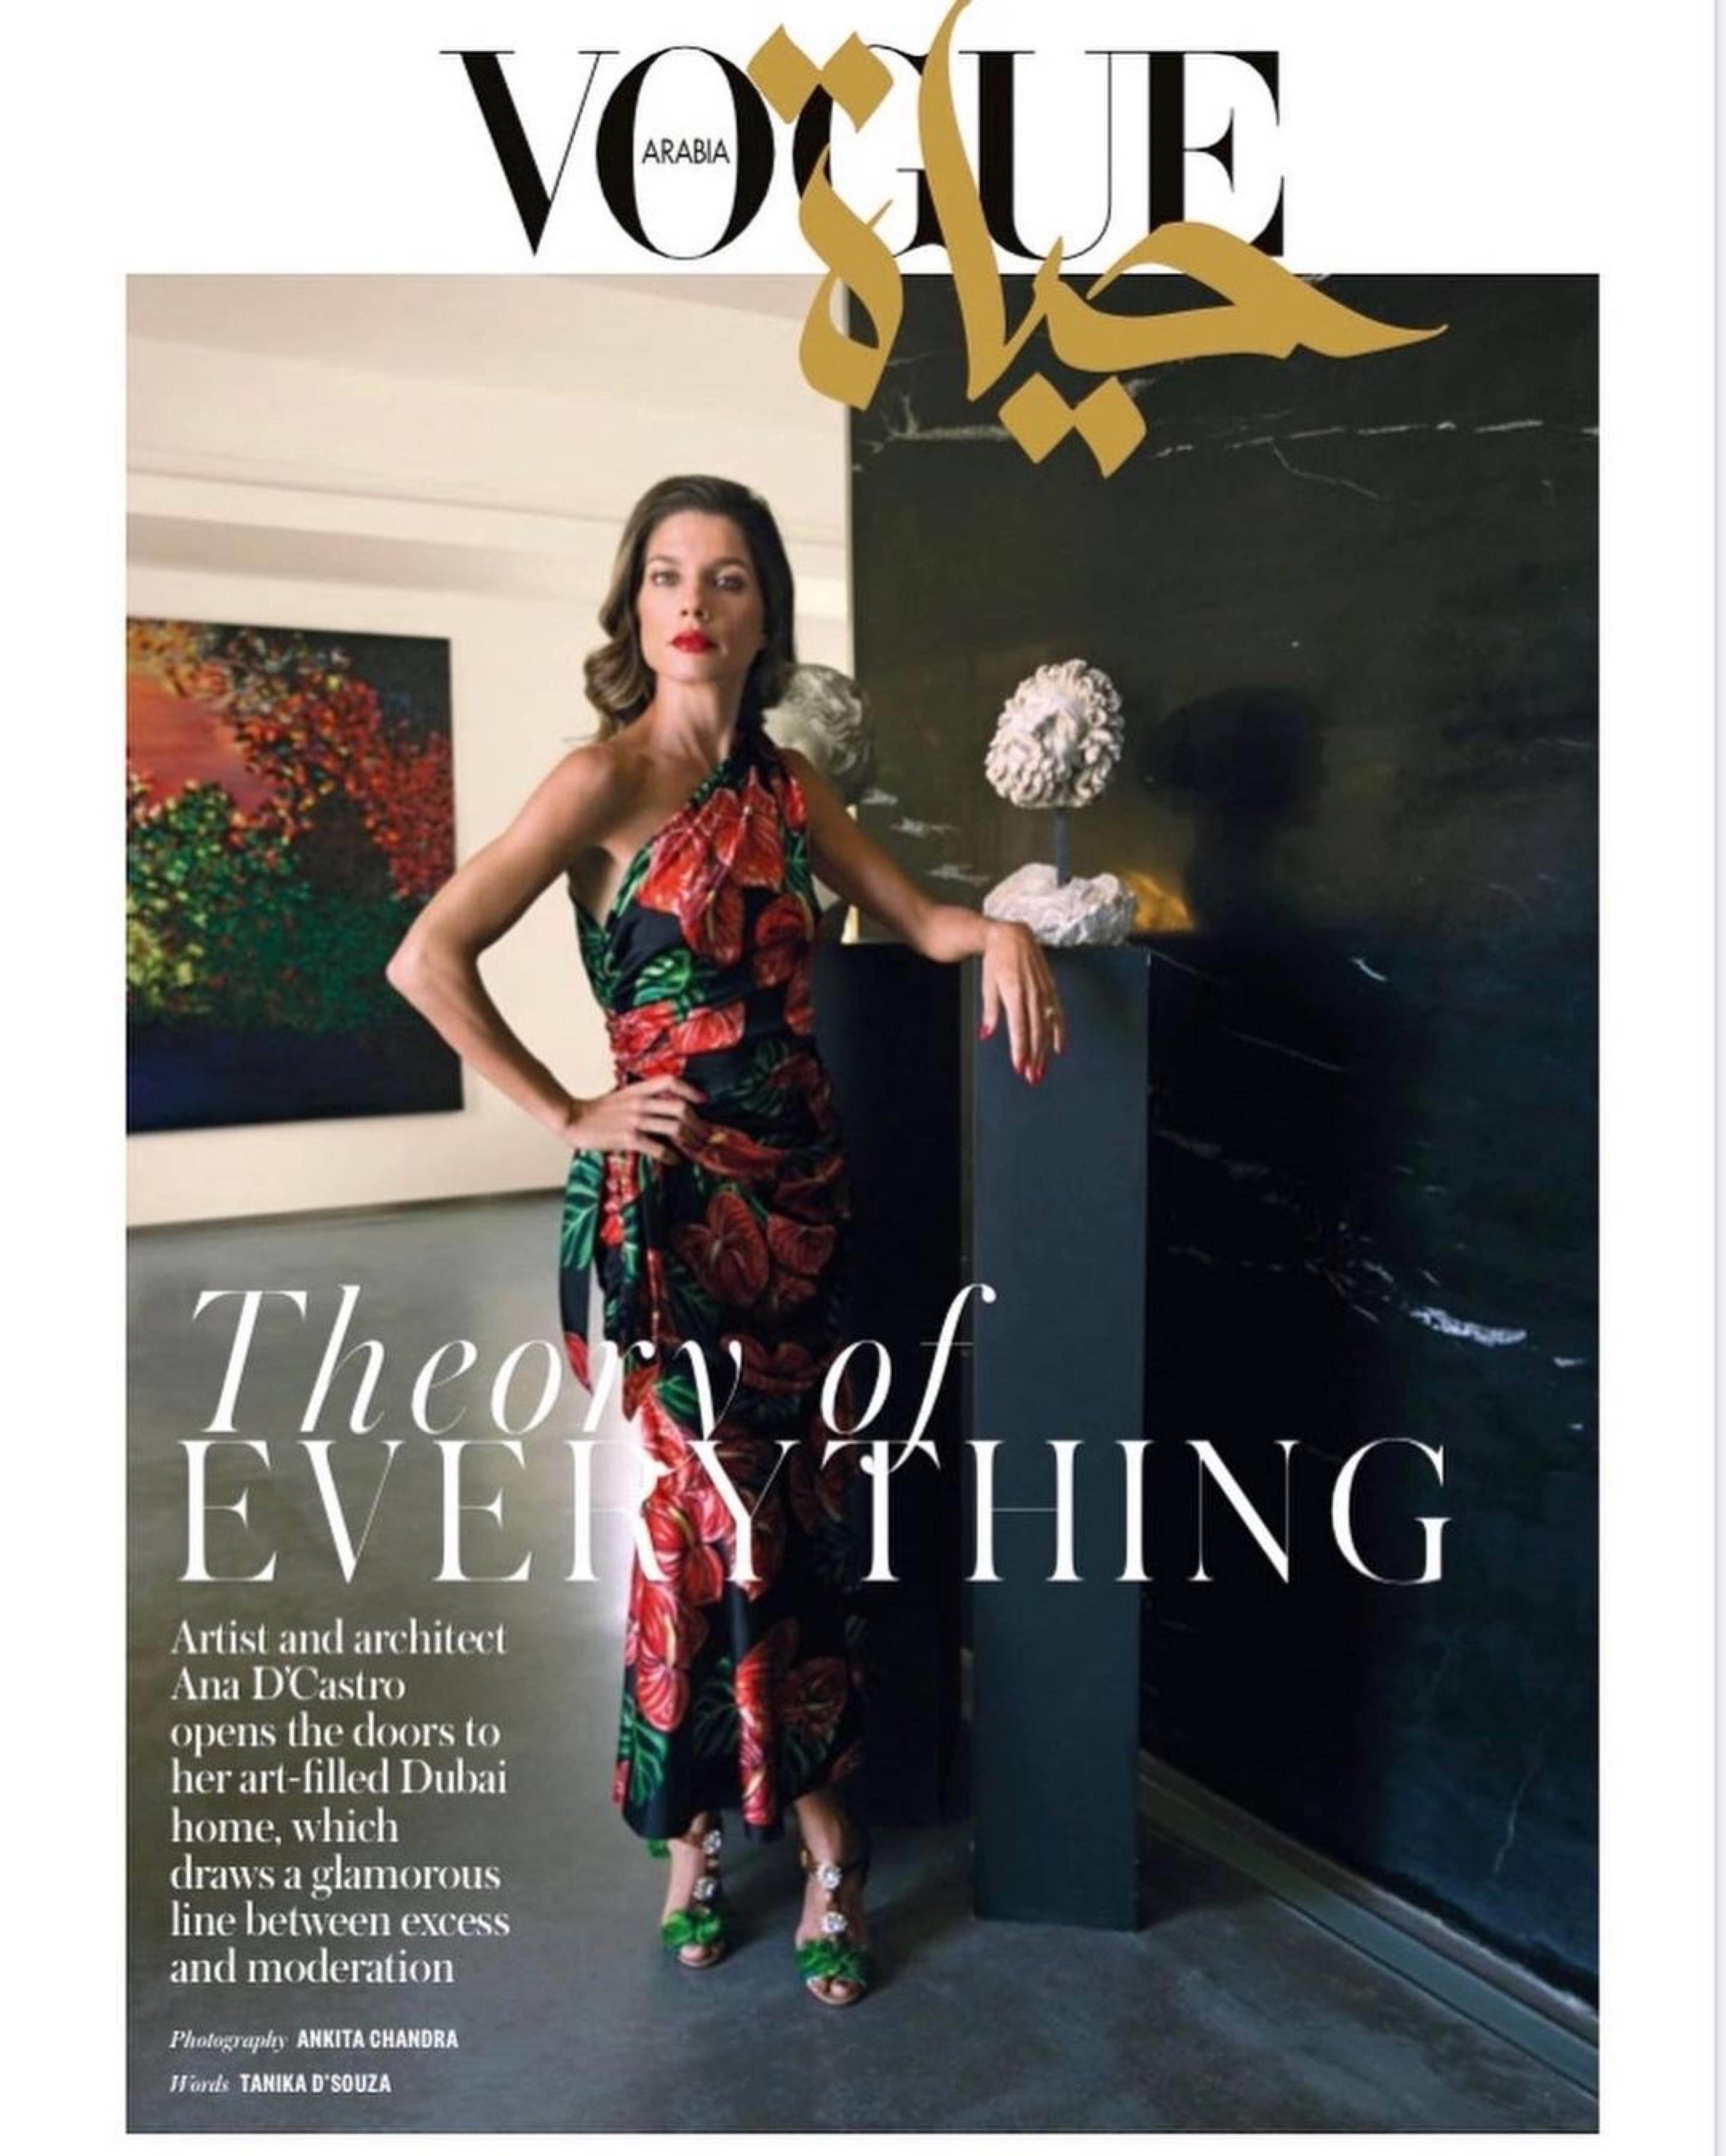 VOGUE
ARABIA
حياة
Theory of
EVERYTHING
Artist and architect
Ana D'Castro
opens the doors to
her art-filled Dubai
home, which
draws a glamorous
line between excess
and moderation
Photography ANKITA CHANDRA
Words TANIKA D'SOUZA